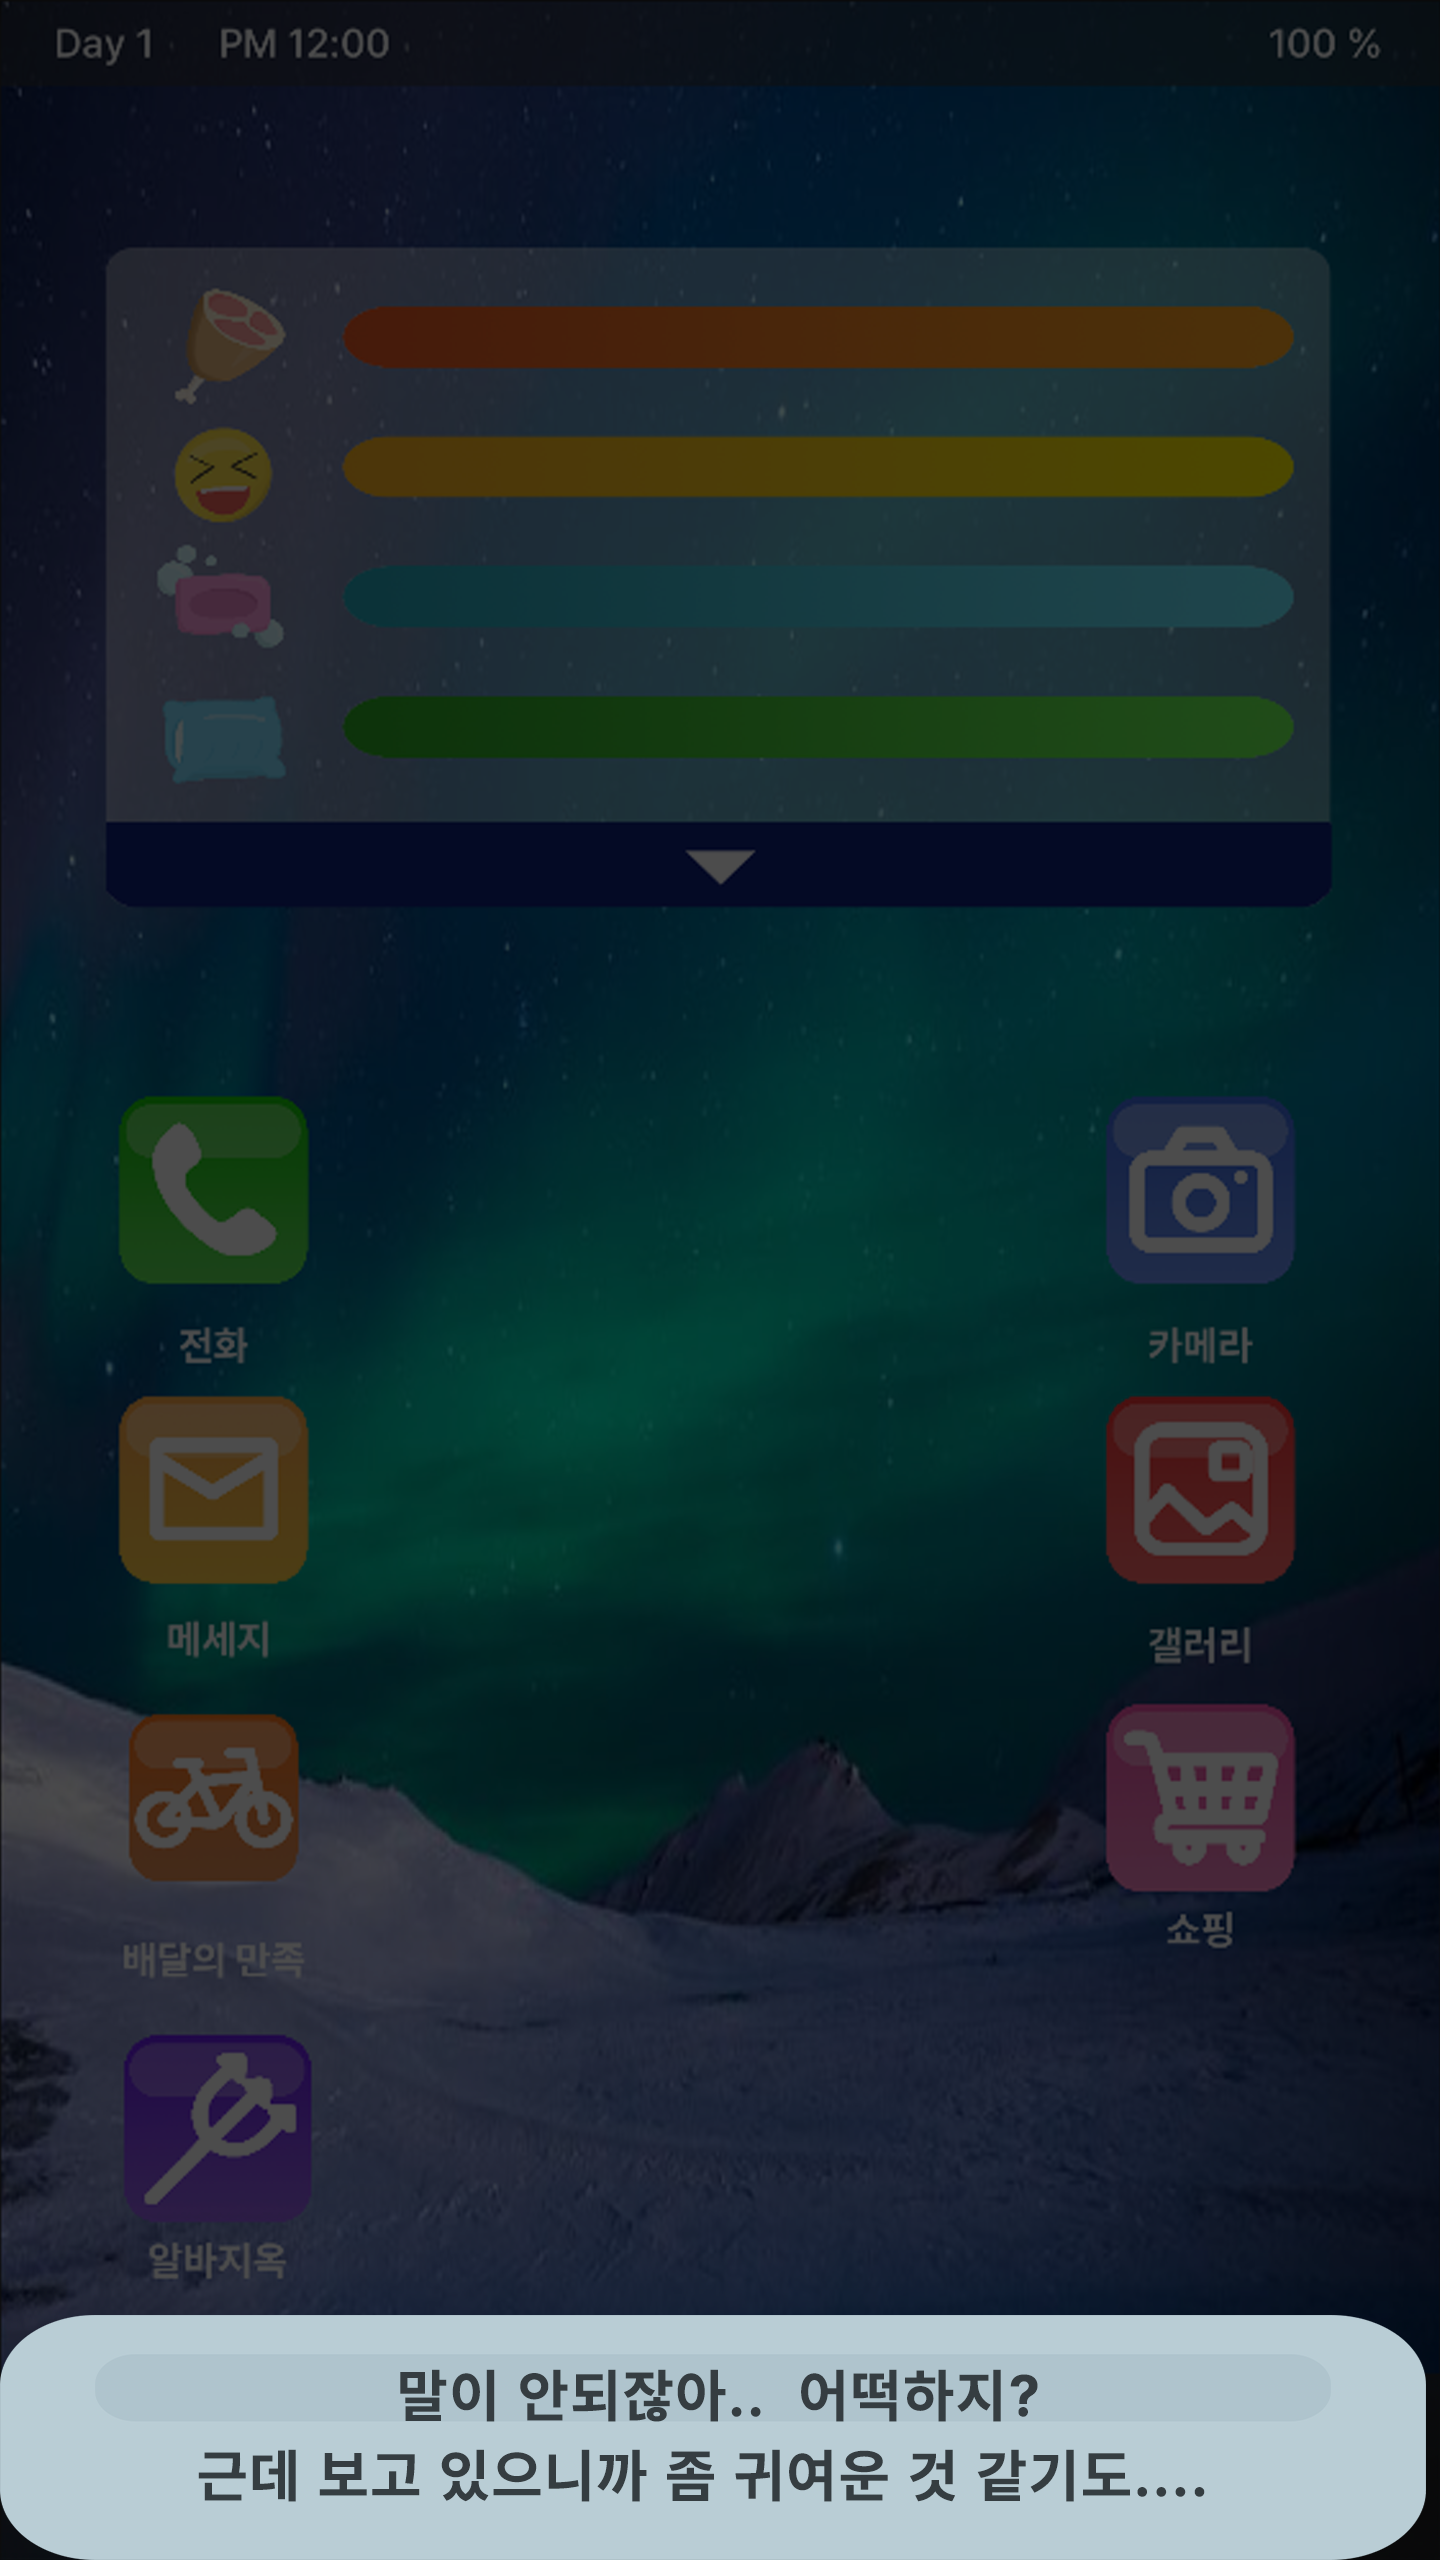 Day 1 PM 12:00 100 %
전화 카메라
메세지 갤러리
배달의 만족 쇼핑
알바지옥
말이 안되잖아.. 어떡하지?
근데 보고 있으니까 좀 귀여운 것 같기도....